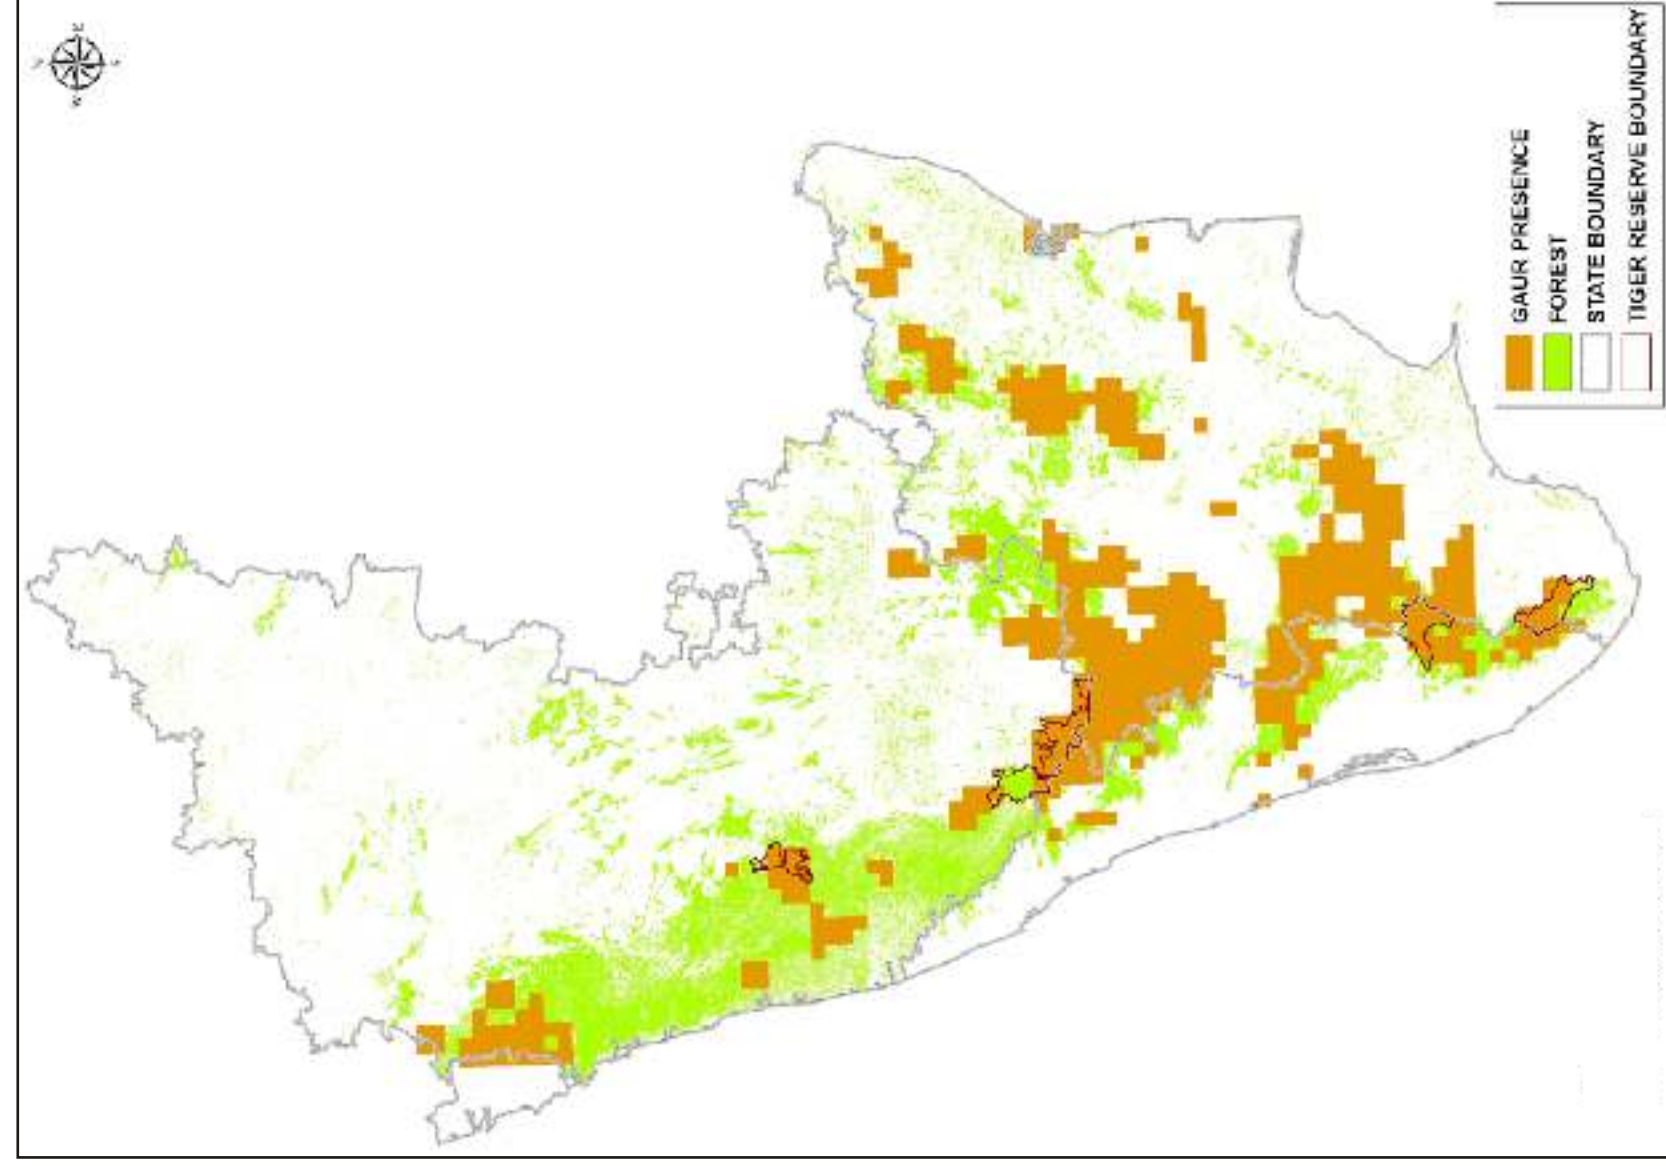 GAUR PRESENCE
FOREST
STATE BOUNDARY
TIGER RESERVE BOUNDARY
W